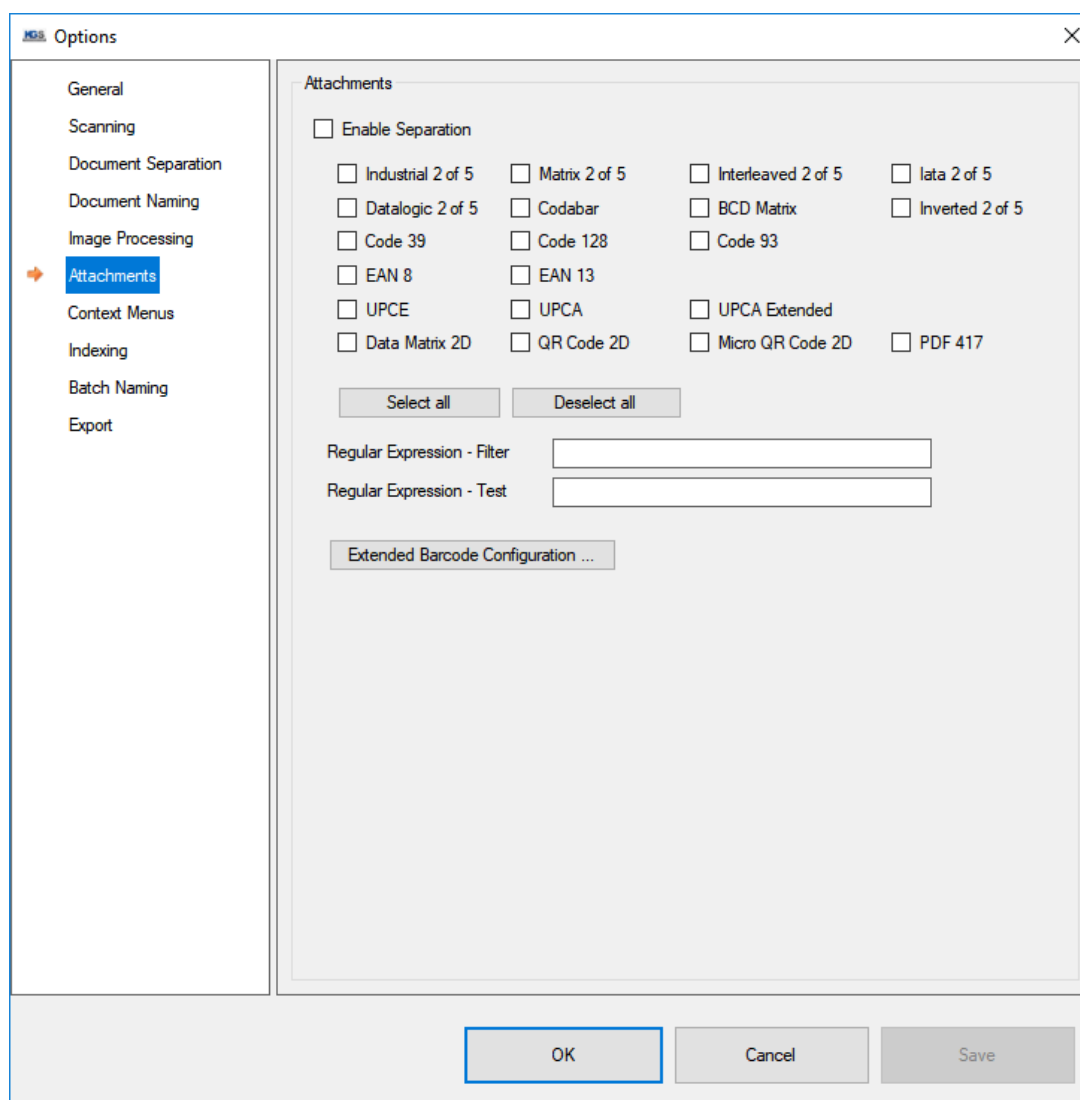 HGS Options
General
Scanning
Document Separation
Document Naming
Image Processing
Attachments
Context Menus
Indexing
Batch Naming
Export
Attachments
Enable Separation
Industrial 2 of 5 Matrix 2 of 5 Interleaved 2 of 5 Iata 2 of 5
Datalogic 2 of 5 Codabar BCD Matrix Inverted 2 of 5
Code 39 Code 128 Code 93
EAN 8 EAN 13
UPCE UPCA UPCA Extended
Data Matrix 2D QR Code 2D Micro QR Code 2D PDF 417
Select all Deselect all
Regular Expression - Filter
Regular Expression - Test
Extended Barcode Configuration ...
OK Cancel Save